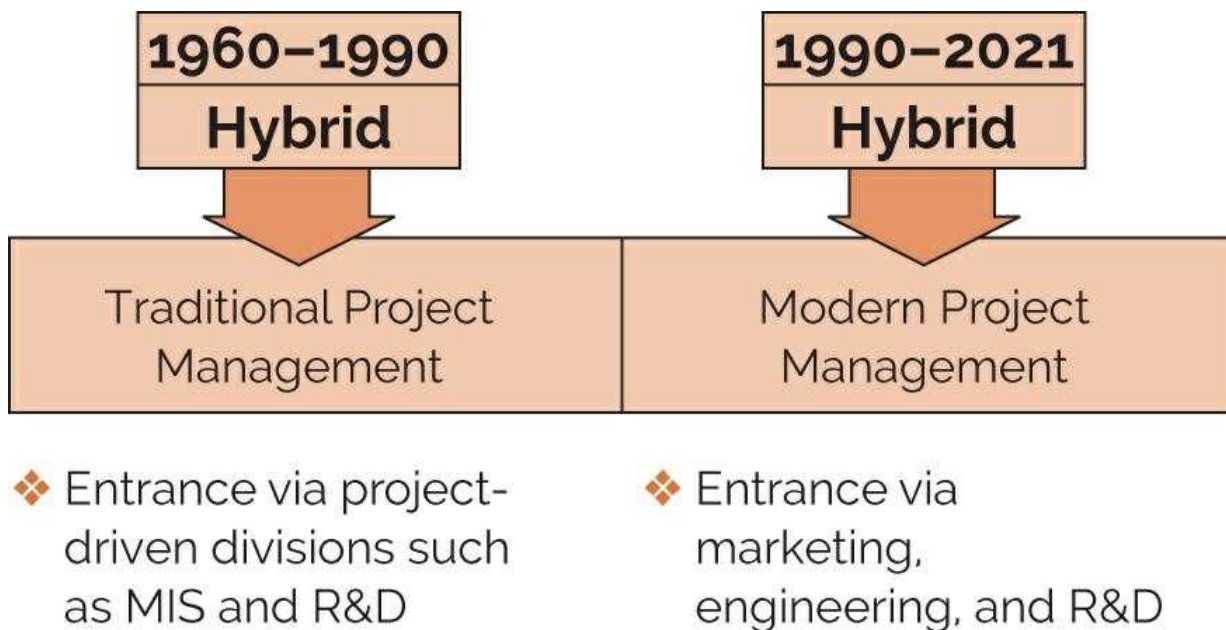 1960–1990
Hybrid
Traditional Project
Management
❖ Entrance via project-
driven divisions such
as MIS and R&D
1990–2021
Hybrid
Modern Project
Management
❖ Entrance via
marketing,
engineering, and R&D